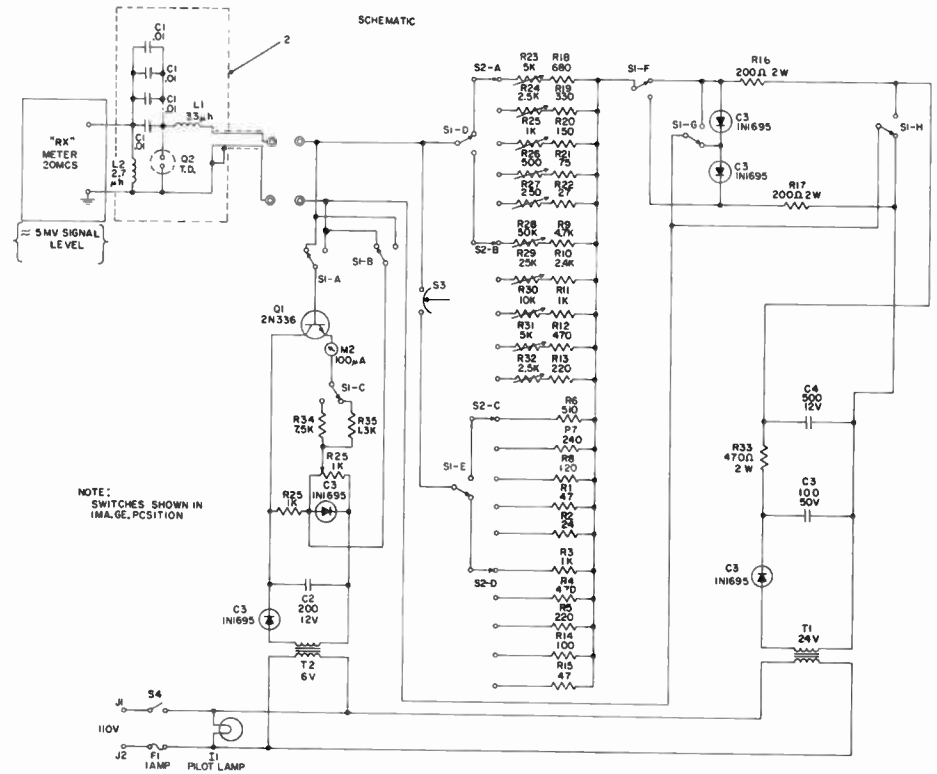 SCHEMATIC
C1
.01
C1
.01
C1
.01
C1
.01
2
L1
33µh
"RX"
METER
20MCS
L2
2.7
µh
Q2
T.D.
≈ 5MV SIGNAL
LEVEL
S1-A
S1-B
Q1
2N336
M2
100µA
S1-C
R34
7.5K
R35
1.3K
R25
1K
C3
1N1695
R25
1K
NOTE:
SWITCHES SHOWN IN
IMA.GE.POSITION
C2
200
12V
C3
1N1695
T2
6V
J1
S4
110V
J2
F1
1AMP
I1
PILOT LAMP
S3
S1-D
S1-E
S2-A
R23
5K
R18
680
R24
2.5K
R19
330
R25
1K
R20
150
R26
500
R21
75
R27
250
R22
27
S2-B
R28
50K
R9
4.7K
R29
25K
R10
2.4K
R30
10K
R11
1K
R31
5K
R12
470
R32
2.5K
R13
220
S2-C
R6
510
P7
240
R8
120
R1
47
R2
24
S2-D
R3
1K
R4
470
R5
220
R14
100
R15
47
S1-F
S1-G
C3
1N1695
C3
1N1695
R16
200Ω 2W
R17
200Ω 2W
S1-H
C4
500
12V
R33
470Ω
2 W
C3
100
50V
C3
1N1695
T1
24V